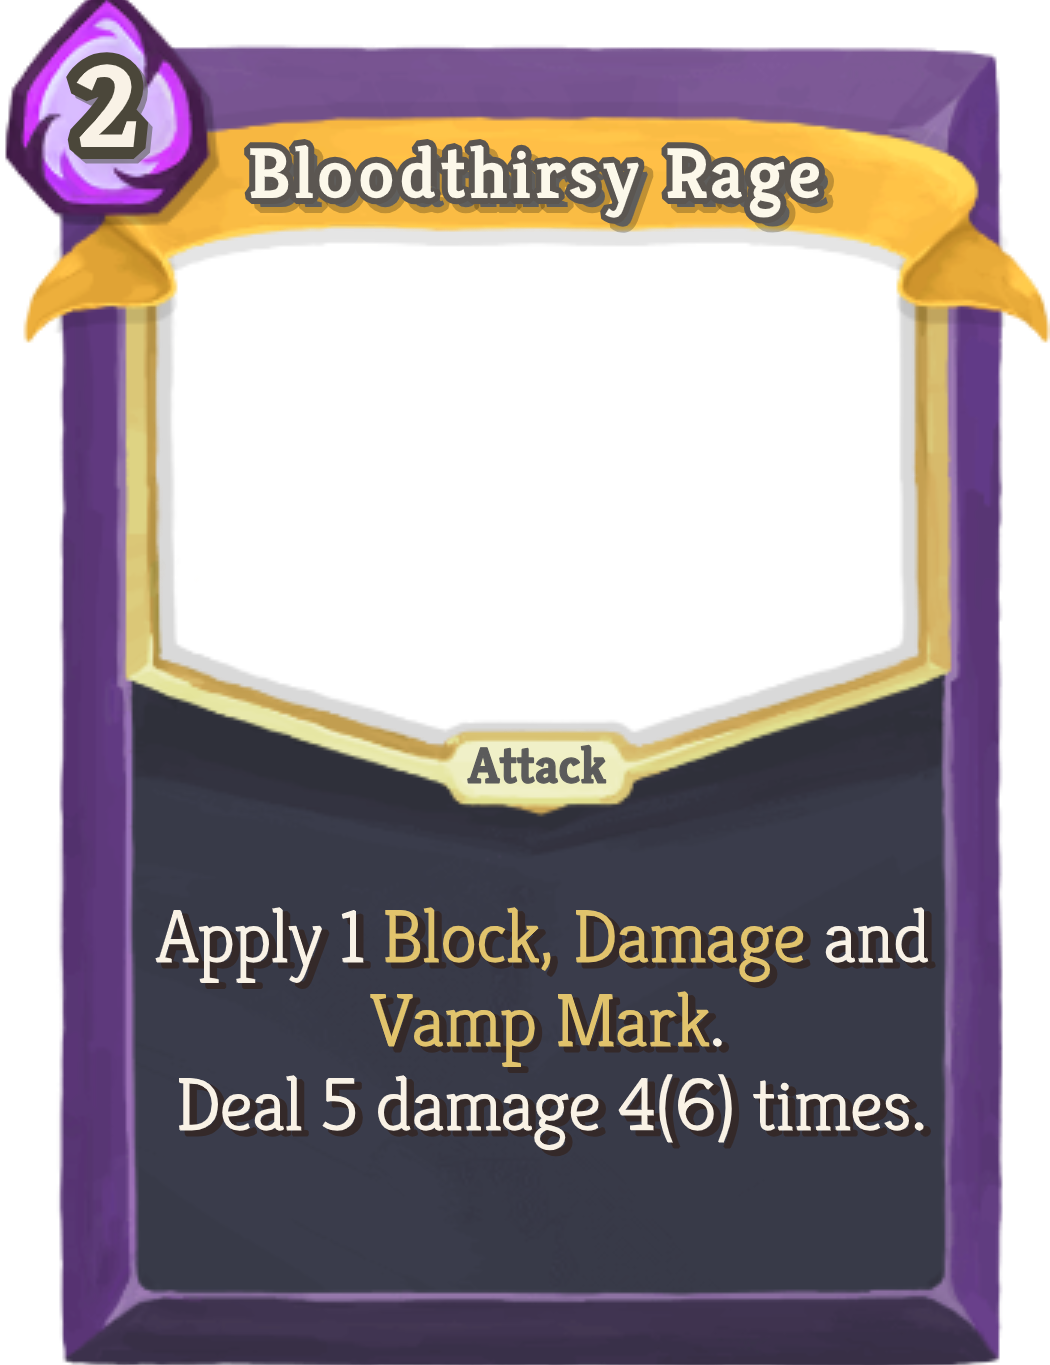 2
Bloodthirsy Rage
Attack
Apply 1 Block, Damage and
Vamp Mark.
Deal 5 damage 4(6) times.